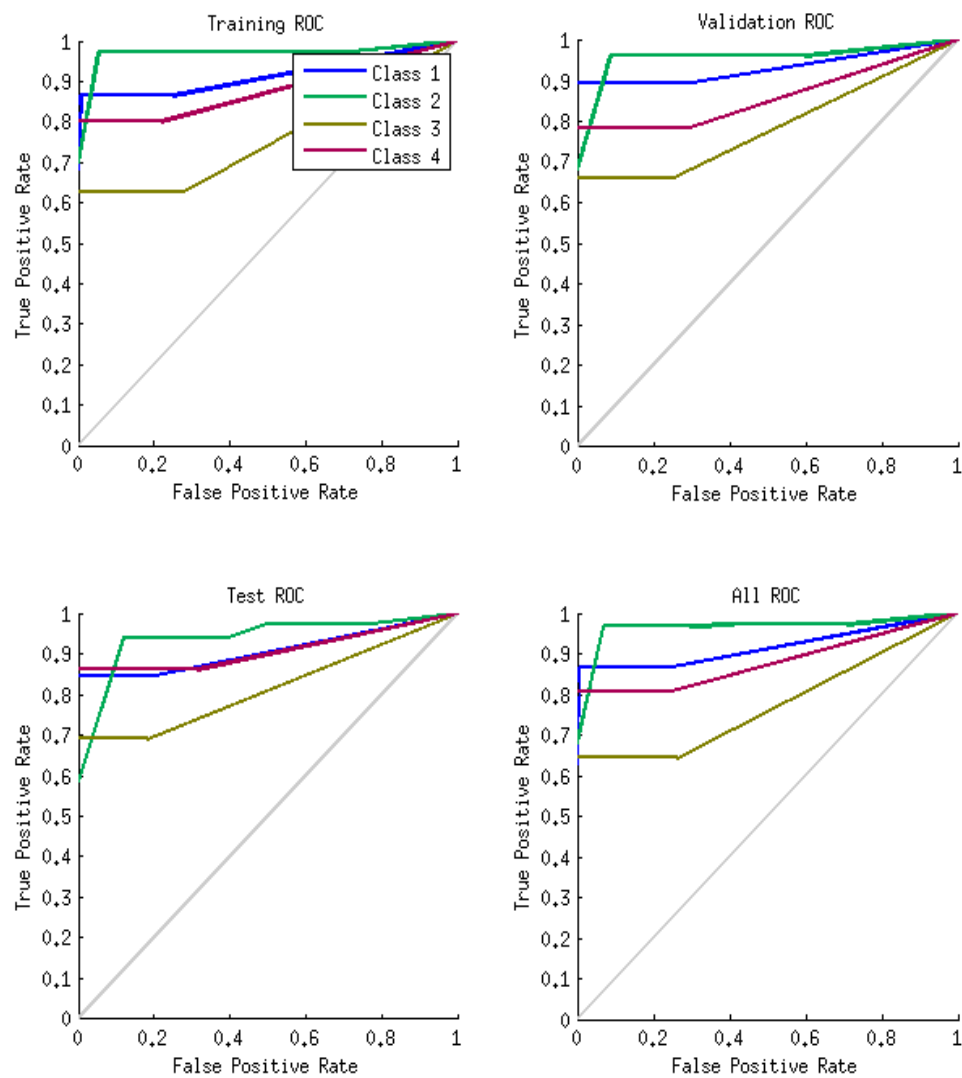 Training ROC
True Positive Rate
1
0.9
0.8
0.7
0.6
0.5
0.4
0.3
0.2
0.1
0
Class 1
Class 2
Class 3
Class 4
0 0.2 0.4 0.6 0.8 1
False Positive Rate
Validation ROC
True Positive Rate
1
0.9
0.8
0.7
0.6
0.5
0.4
0.3
0.2
0.1
0
0 0.2 0.4 0.6 0.8 1
False Positive Rate
Test ROC
True Positive Rate
1
0.9
0.8
0.7
0.6
0.5
0.4
0.3
0.2
0.1
0
0 0.2 0.4 0.6 0.8 1
False Positive Rate
All ROC
True Positive Rate
1
0.9
0.8
0.7
0.6
0.5
0.4
0.3
0.2
0.1
0
0 0.2 0.4 0.6 0.8 1
False Positive Rate